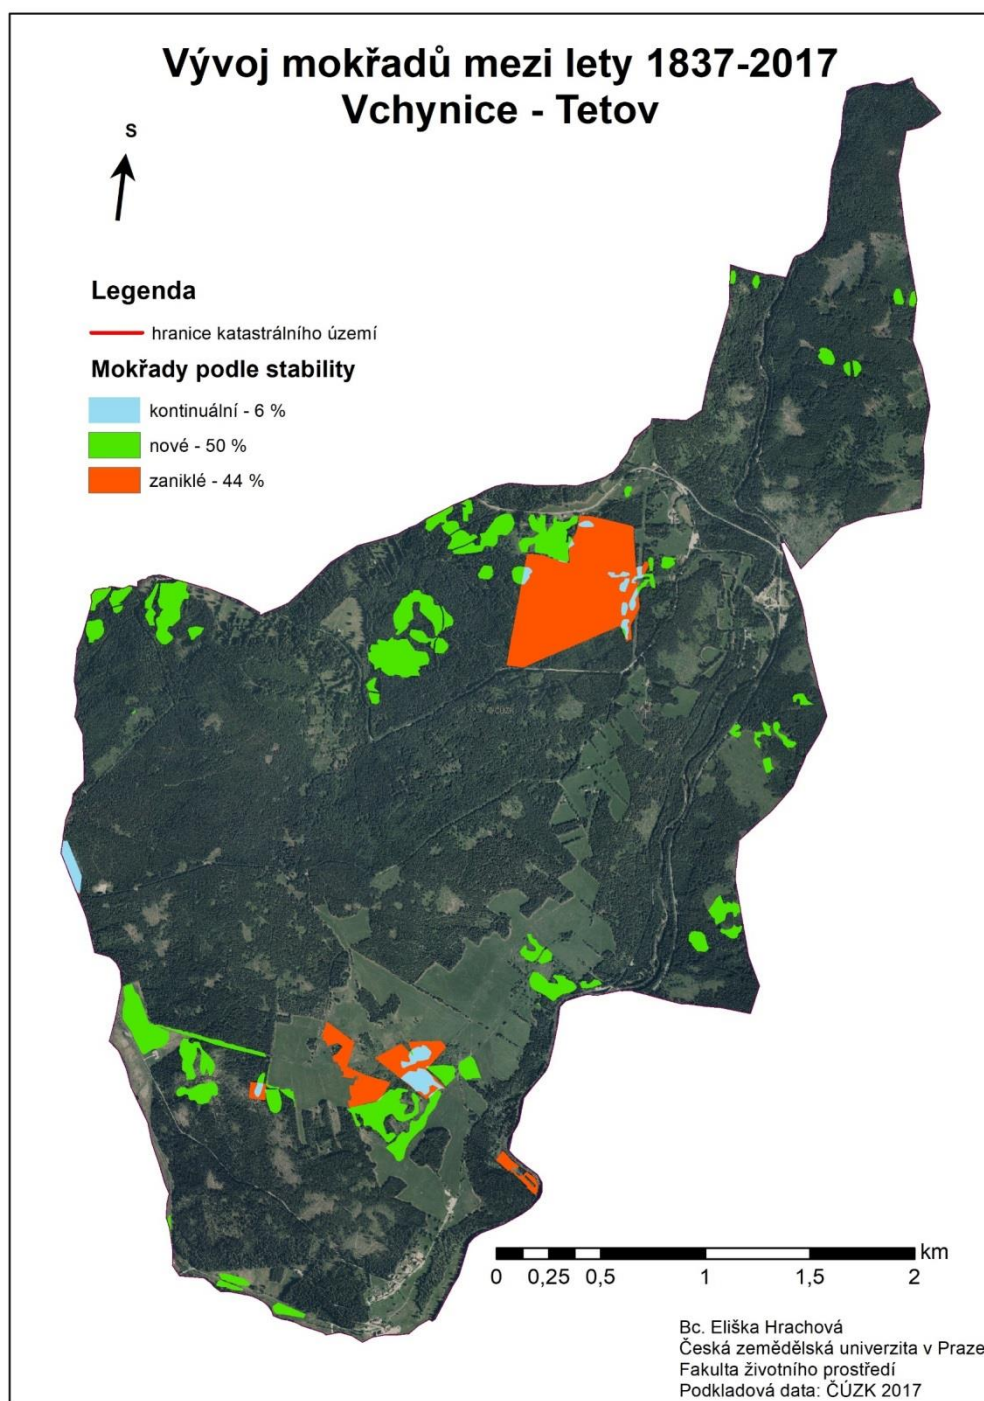 Vývoj mokřadů mezi lety 1837-2017
Vchynice - Tetov
S
Legenda
hranice katastrálního území
Mokřady podle stability
kontinuální - 6 %
nové - 50 %
zaniklé - 44 %
© ČÚZK
km
0 0,25 0,5 1 1,5 2
Bc. Eliška Hrachová
Česká zemědělská univerzita v Praze
Fakulta životního prostředí
Podkladová data: ČÚZK 2017